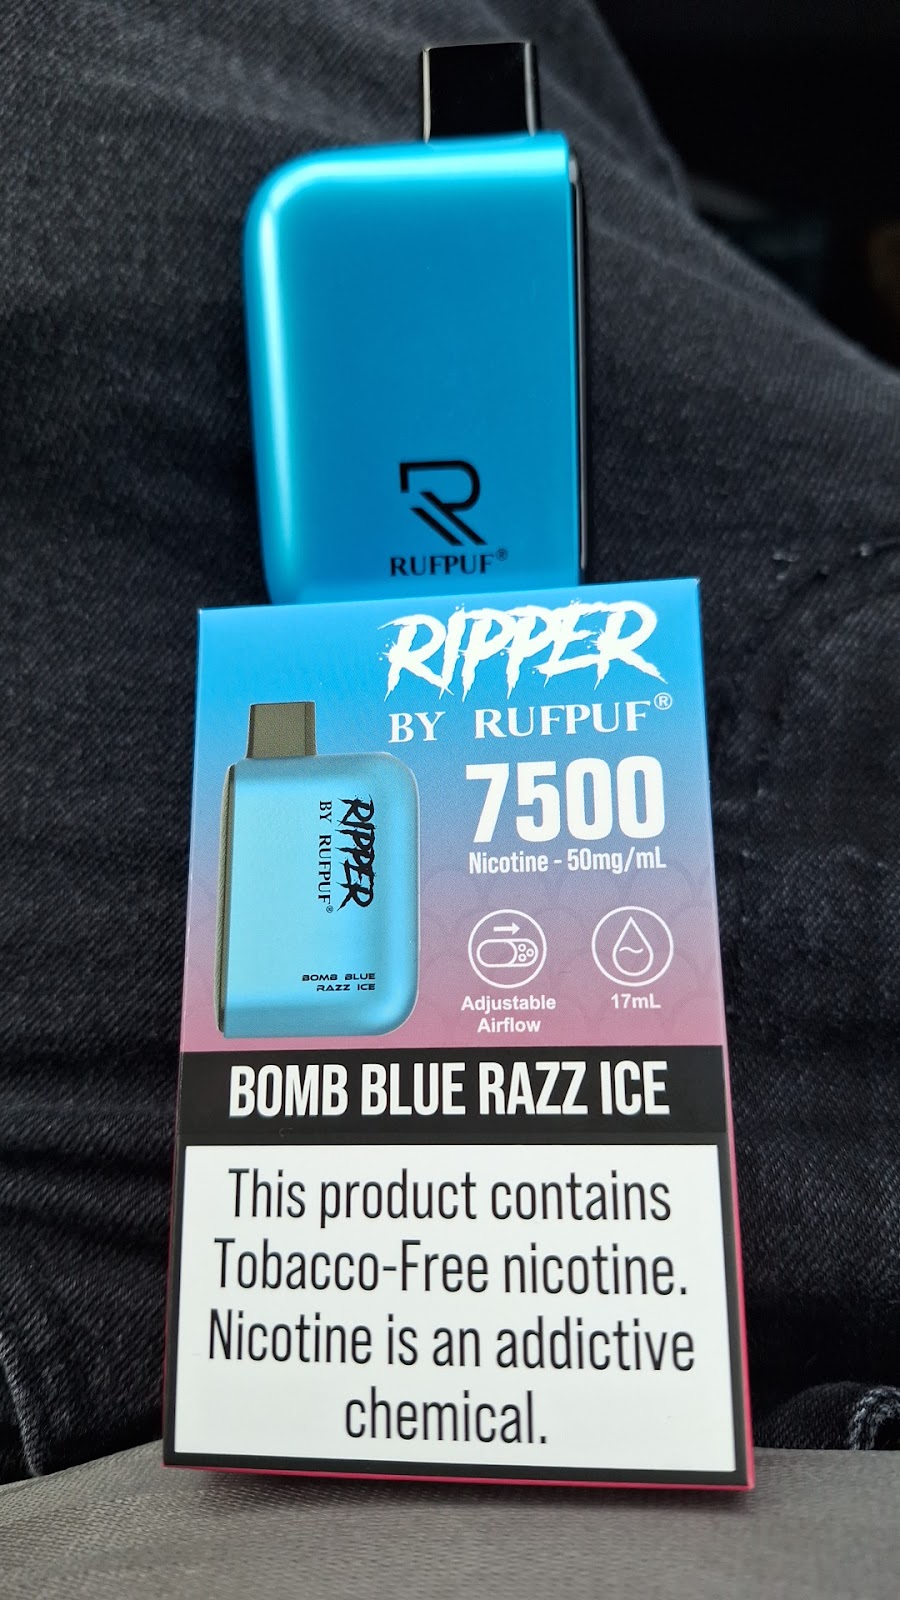 RUFPUF®
RIPPER
BY RUFPUF®
7500
Nicotine - 50mg/mL
RIPPER
BY RUFPUF®
BOMB BLUE
RAZZ ICE
Adjustable
Airflow
17mL
BOMB BLUE RAZZ ICE
This product contains
Tobacco-Free nicotine.
Nicotine is an addictive
chemical.